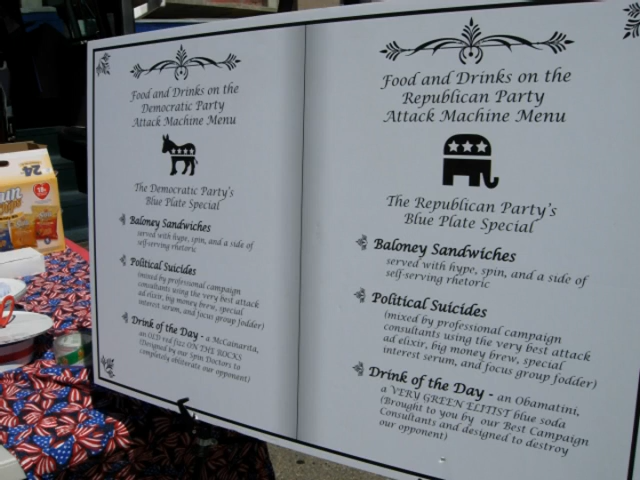 Food and Drinks on the
Democratic Party
Attack Machine Menu
The Democratic Party's
Blue Plate Special
Baloney Sandwiches
served with hype, spin, and a side of
self-serving rhetoric
Political Suicides
(mixed by professional campaign
consultants using the very best attack
ad elixir, big money brew, special
interest serum, and focus group fodder)
Drink of the Day - a McCainarita,
an OLD red fizz ON THE ROCKS
(Designed by our Spin Doctors to
completely obliterate our opponent)
Food and Drinks on the
Republican Party
Attack Machine Menu
The Republican Party's
Blue Plate Special
Baloney Sandwiches
served with hype, spin, and a side of
self-serving rhetoric
Political Suicides
(mixed by professional campaign
consultants using the very best attack
ad elixir, big money brew, special
interest serum, and focus group fodder)
Drink of the Day - an Obamatini,
a VERY GREEN ELITIST blue soda
(Brought to you by our Best Campaign
Consultants and designed to destroy
our opponent)
24